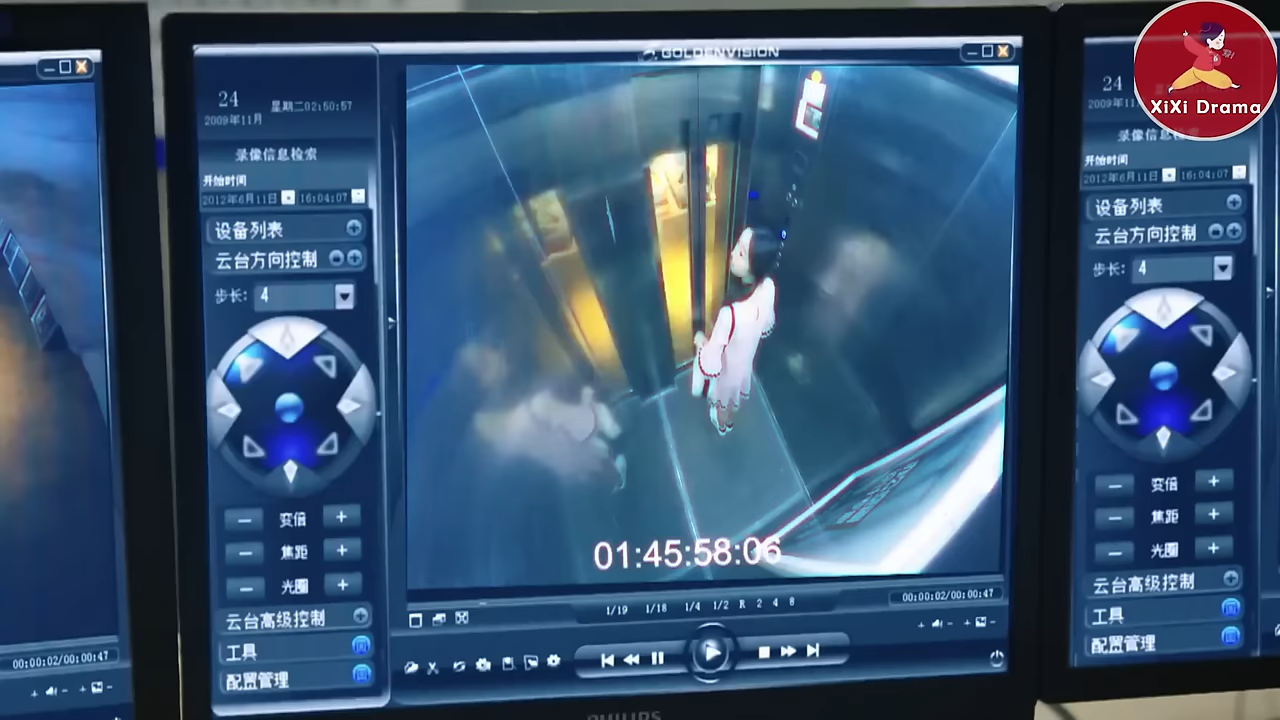 GOLDENVISION
24
星期二02:50:57
2009年11月
录像信息检索
开始时间
2012年6月11日
16:04:07
设备列表
云台方向控制
步长: 4
变倍
焦距
光圈
云台高级控制
工具
配置管理
01:45:58:06
1/19 1/18 1/4 1/2 R 2 4 8
00:00:02/00:00:47
PHILIPS
00:00:02/00:00:47
XiXi Drama
24
2009年11月
录像信息检索
开始时间
2012年6月11日
16:04:07
设备列表
云台方向控制
步长: 4
变倍
焦距
光圈
云台高级控制
工具
配置管理